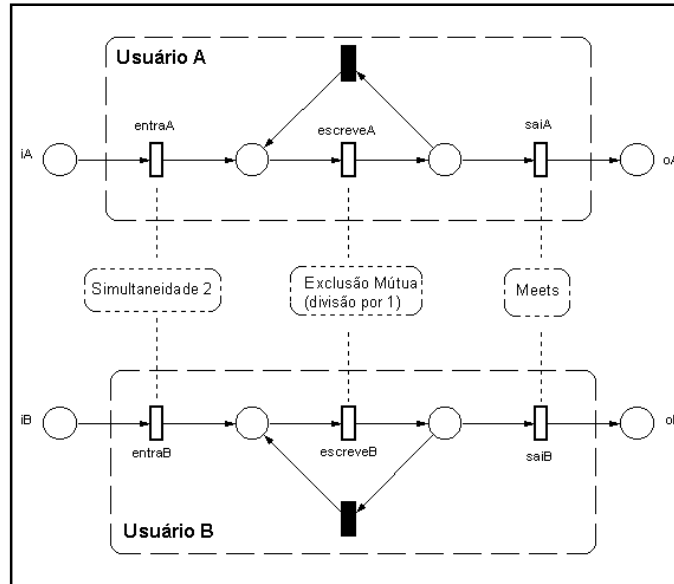 Usuário A
entraA
escreveA
saiA
iA
oA
Simultaneidade 2
Exclusão Mútua
(divisão por 1)
Meets
iB
entraB
escreveB
saiB
Usuário B